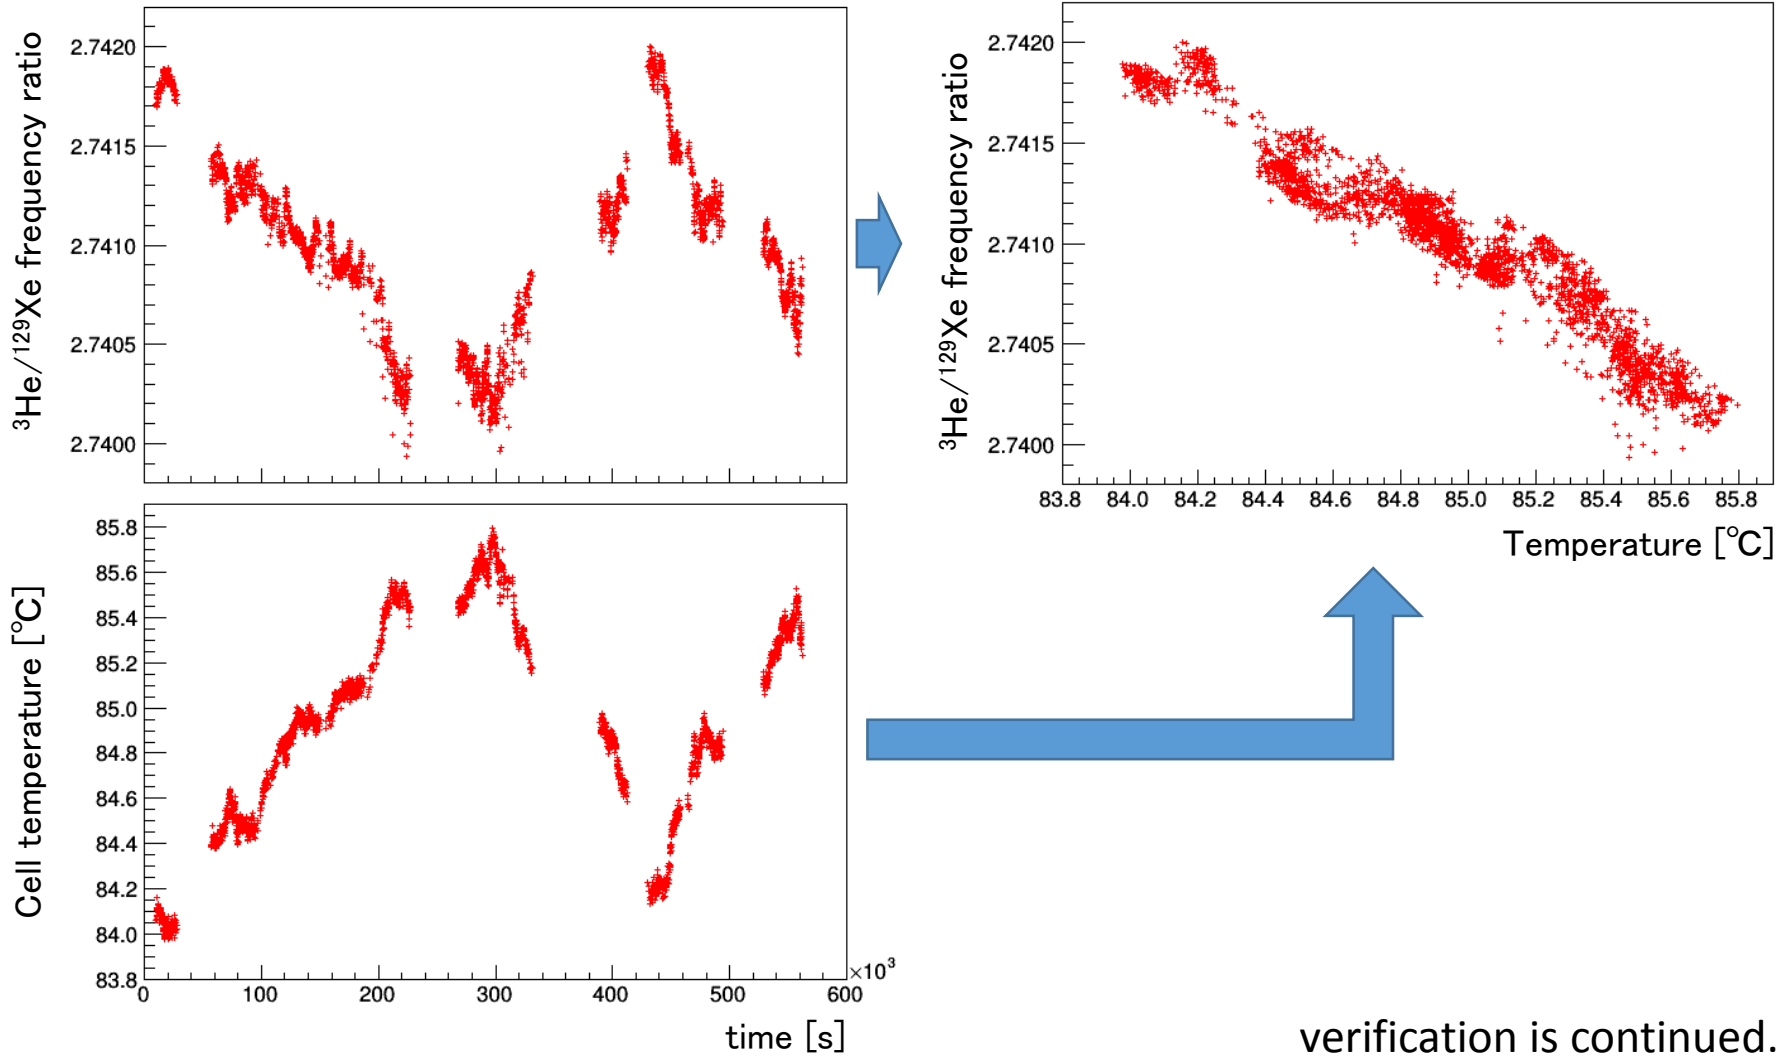 ³He/¹²⁹Xe frequency ratio
2.7420
2.7415
2.7410
2.7405
2.7400
³He/¹²⁹Xe frequency ratio
2.7420
2.7415
2.7410
2.7405
2.7400
83.8 84.0 84.2 84.4 84.6 84.8 85.0 85.2 85.4 85.6 85.8
Temperature [℃]
Cell temperature [℃]
85.8
85.6
85.4
85.2
85.0
84.8
84.6
84.4
84.2
84.0
83.8
0 100 200 300 400 500 600
×10³
time [s]
verification is continued.